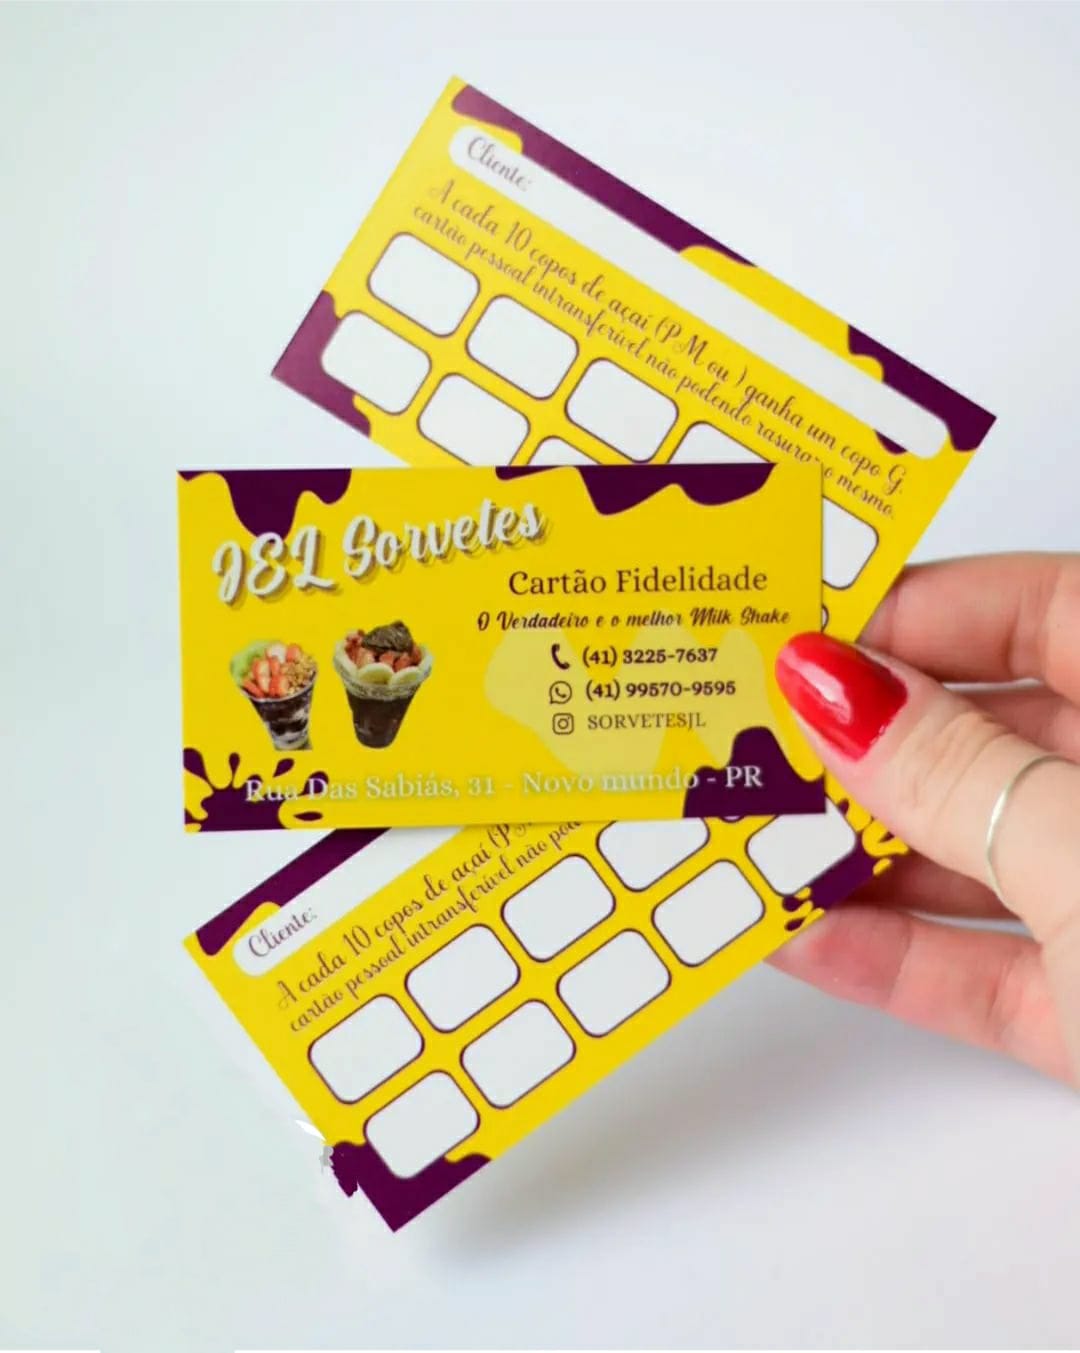 Cliente:
A cada 10 copos de açaí (P M ou ) ganha um copo G.
cartão pessoal intransferível não podendo rasurar o mesmo.
J&L Sorvetes
Cartão Fidelidade
O Verdadeiro e o melhor Milk Shake
(41) 3225-7637
(41) 99570-9595
SORVETESJL
Rua Das Sabiás, 31 - Novo mundo - PR
Cliente:
A cada 10 copos de açaí (P
cartão pessoal intransferível não